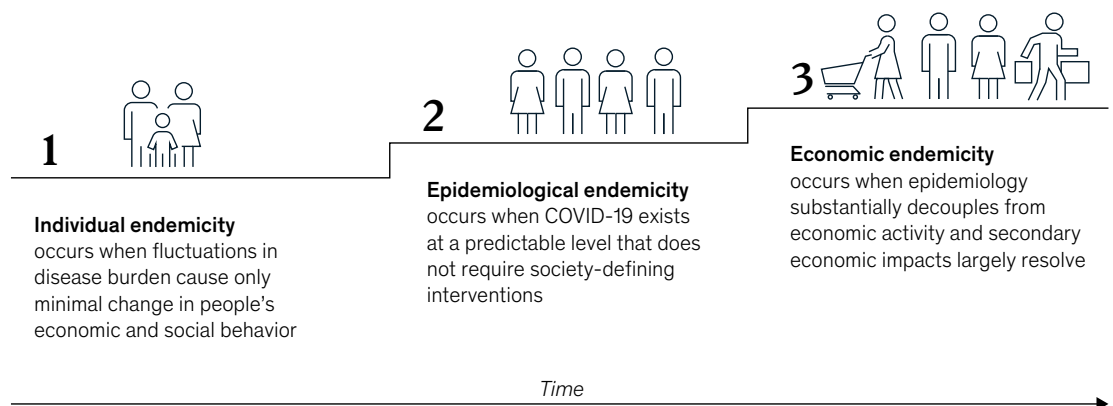 1
Individual endemicity
occurs when fluctuations in
disease burden cause only
minimal change in people’s
economic and social behavior
2
Epidemiological endemicity
occurs when COVID-19 exists
at a predictable level that does
not require society-defining
interventions
3
Economic endemicity
occurs when epidemiology
substantially decouples from
economic activity and secondary
economic impacts largely resolve
Time